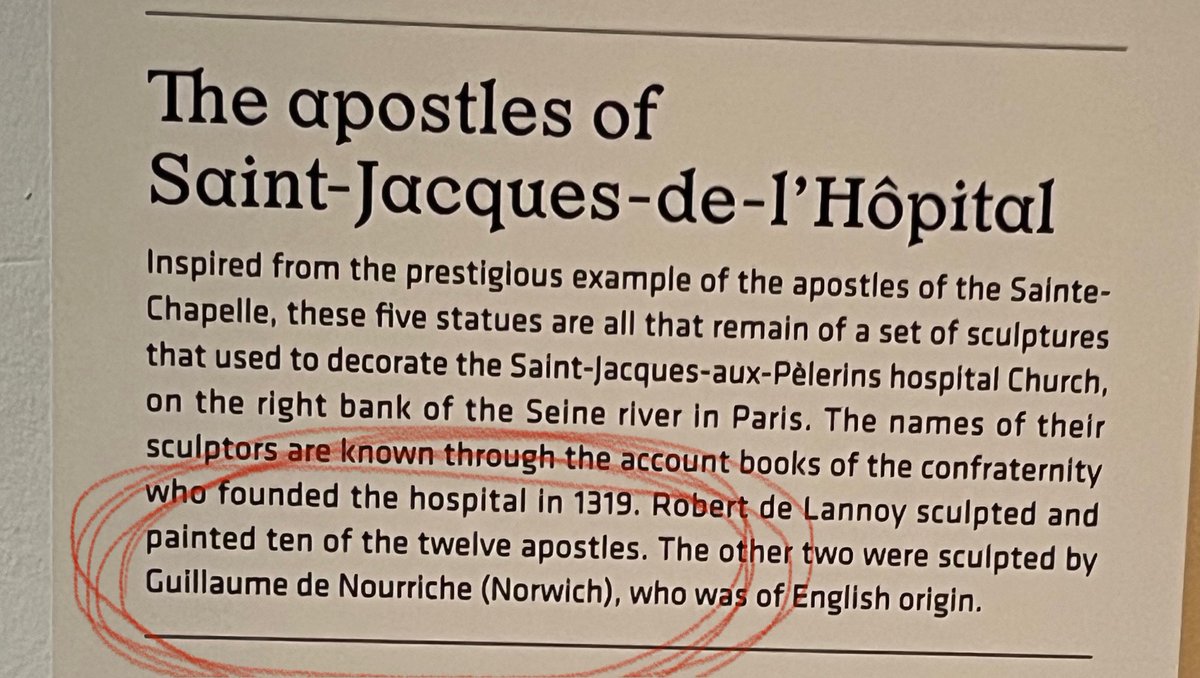 The apostles of
Saint-Jacques-de-l'Hôpital
Inspired from the prestigious example of the apostles of the Sainte-
Chapelle, these five statues are all that remain of a set of sculptures
that used to decorate the Saint-Jacques-aux-Pèlerins hospital Church,
on the right bank of the Seine river in Paris. The names of their
sculptors are known through the account books of the confraternity
who founded the hospital in 1319. Robert de Lannoy sculpted and
painted ten of the twelve apostles. The other two were sculpted by
Guillaume de Nourriche (Norwich), who was of English origin.